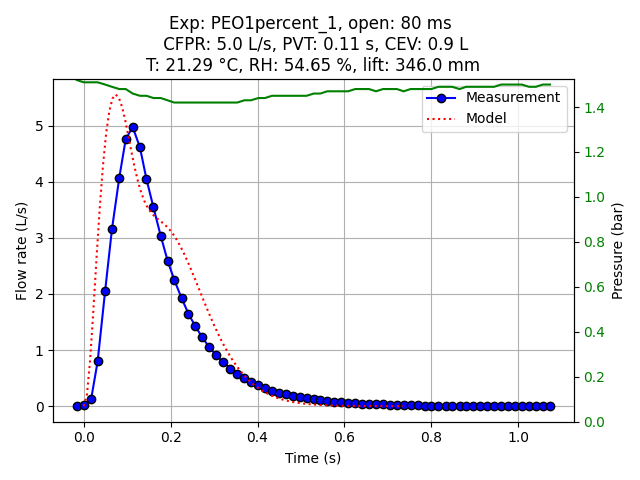 Exp: PEO1percent_1, open: 80 ms
CFPR: 5.0 L/s, PVT: 0.11 s, CEV: 0.9 L
T: 21.29 °C, RH: 54.65 %, lift: 346.0 mm
Measurement
Model
Flow rate (L/s)
5
4
3
2
1
0
Pressure (bar)
1.4
1.2
1.0
0.8
0.6
0.4
0.2
0.0
0.0 0.2 0.4 0.6 0.8 1.0
Time (s)